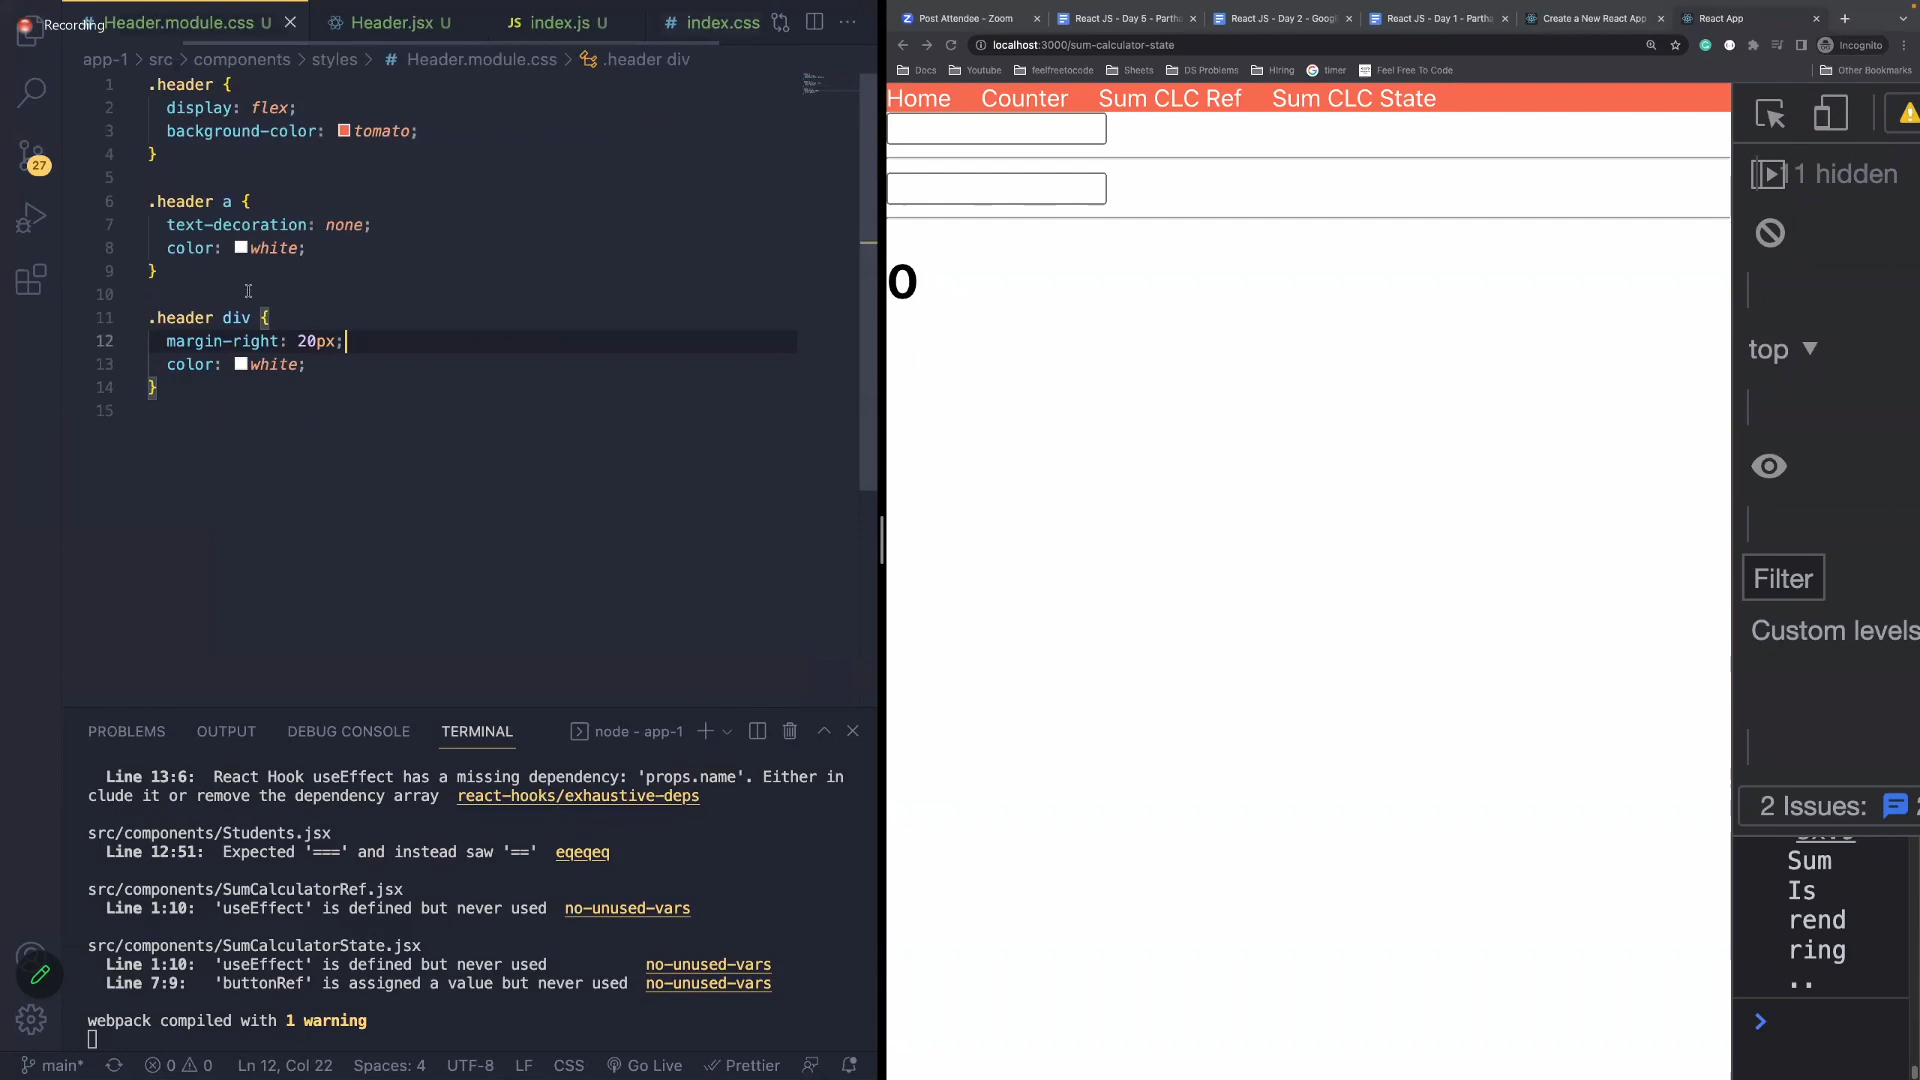 Recording
Header.module.css U
Header.jsx U
JS index.js U
# index.css
app-1 > src > components > styles > # Header.module.css > .header div
1 .header {
2 display: flex;
3 background-color: tomato;
4 }
5
6 .header a {
7 text-decoration: none;
8 color: white;
9 }
10
11 .header div {
12 margin-right: 20px;
13 color: white;
14 }
15
27
PROBLEMS OUTPUT DEBUG CONSOLE TERMINAL node - app-1
Line 13:6: React Hook useEffect has a missing dependency: 'props.name'. Either in
clude it or remove the dependency array react-hooks/exhaustive-deps
src/components/Students.jsx
Line 12:51: Expected '===' and instead saw '==' eqeqeq
src/components/SumCalculatorRef.jsx
Line 1:10: 'useEffect' is defined but never used no-unused-vars
src/components/SumCalculatorState.jsx
Line 1:10: 'useEffect' is defined but never used no-unused-vars
Line 7:9: 'buttonRef' is assigned a value but never used no-unused-vars
webpack compiled with 1 warning
main* 0 0 Ln 12, Col 22 Spaces: 4 UTF-8 LF CSS Go Live Prettier
Post Attendee - Zoom
React JS - Day 5 - Partha
React JS - Day 2 - Googl
React JS - Day 1 - Partha
Create a New React App
React App
localhost:3000/sum-calculator-state
Incognito
Docs Youtube feelfreetocode Sheets DS Problems Hiring timer Feel Free To Code Other Bookmarks
Home Counter Sum CLC Ref Sum CLC State
0
11 hidden
top
Filter
Custom levels
2 Issues:
Sum
Is
rend
ring
..